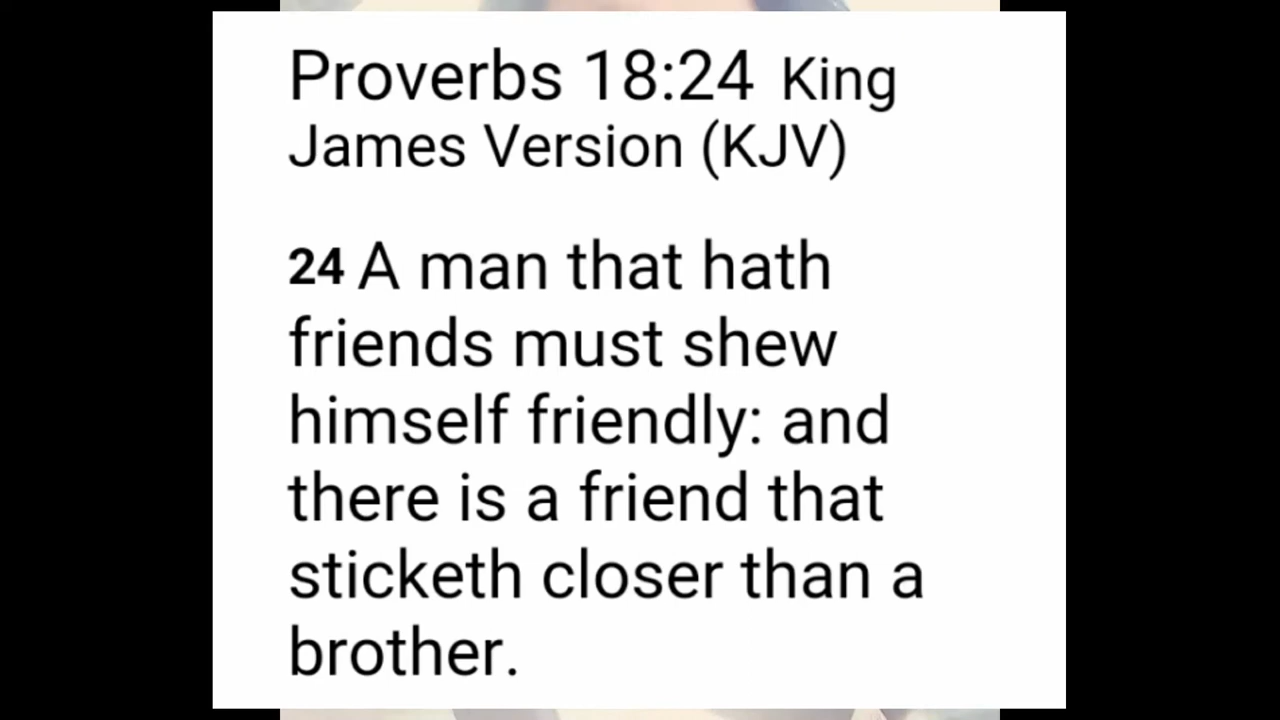 Proverbs 18:24 King
James Version (KJV)
24 A man that hath
friends must shew
himself friendly: and
there is a friend that
sticketh closer than a
brother.